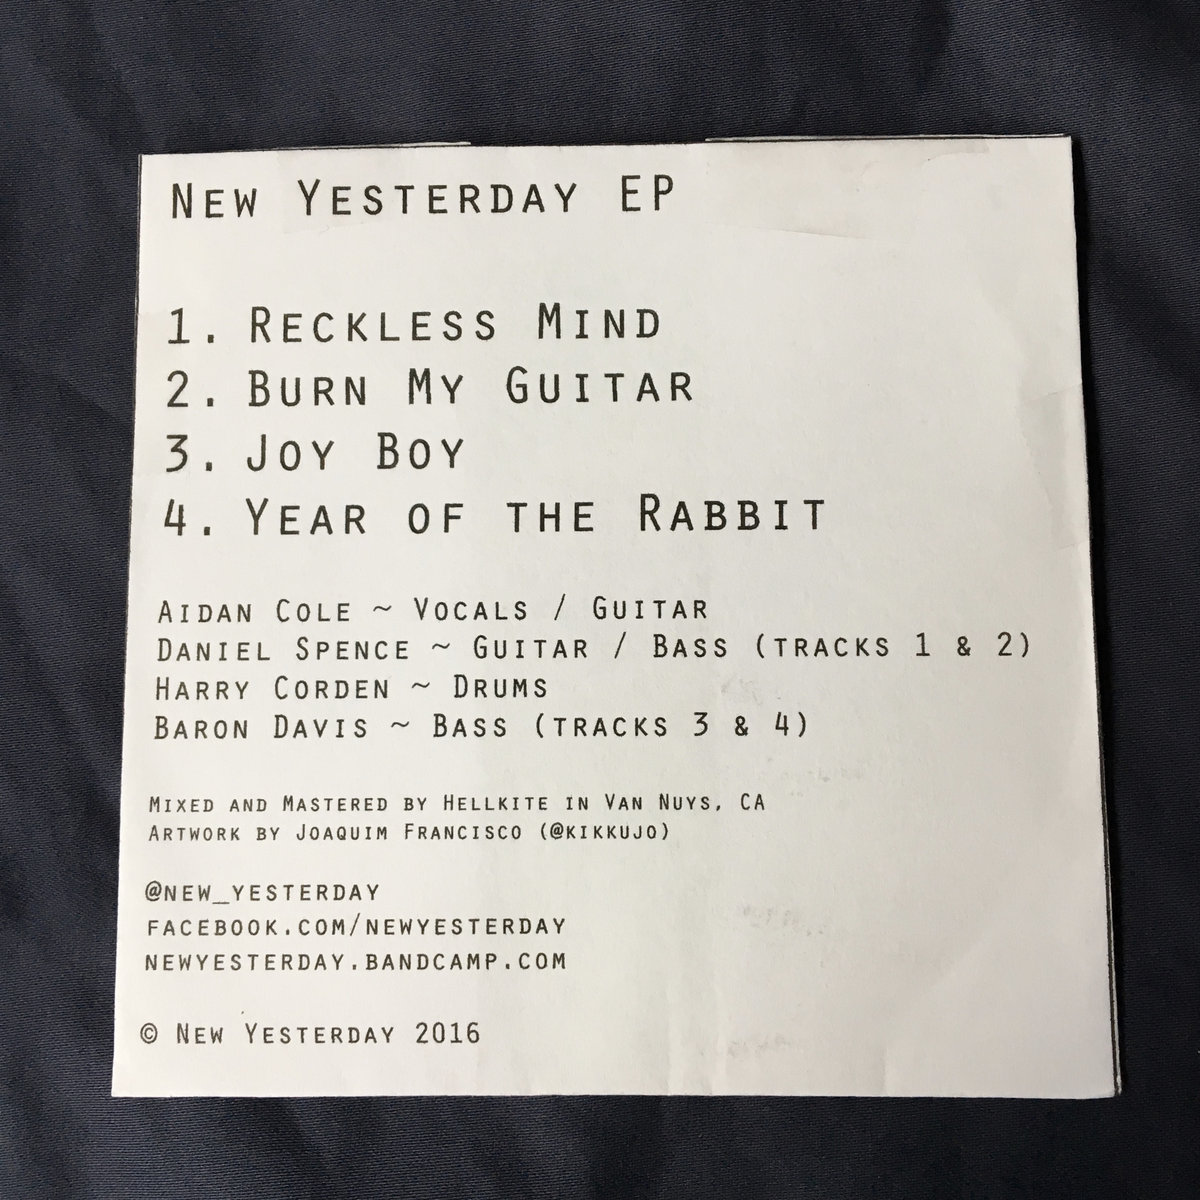 New Yesterday EP
1. Reckless Mind
2. Burn My Guitar
3. Joy Boy
4. Year of the Rabbit
Aidan Cole ~ Vocals / Guitar
Daniel Spence ~ Guitar / Bass (tracks 1 & 2)
Harry Corden ~ Drums
Baron Davis ~ Bass (tracks 3 & 4)
Mixed and Mastered by Hellkite in Van Nuys, CA
Artwork by Joaquim Francisco (@kikkujo)
@new_yesterday
facebook.com/newyesterday
newyesterday.bandcamp.com
© New Yesterday 2016